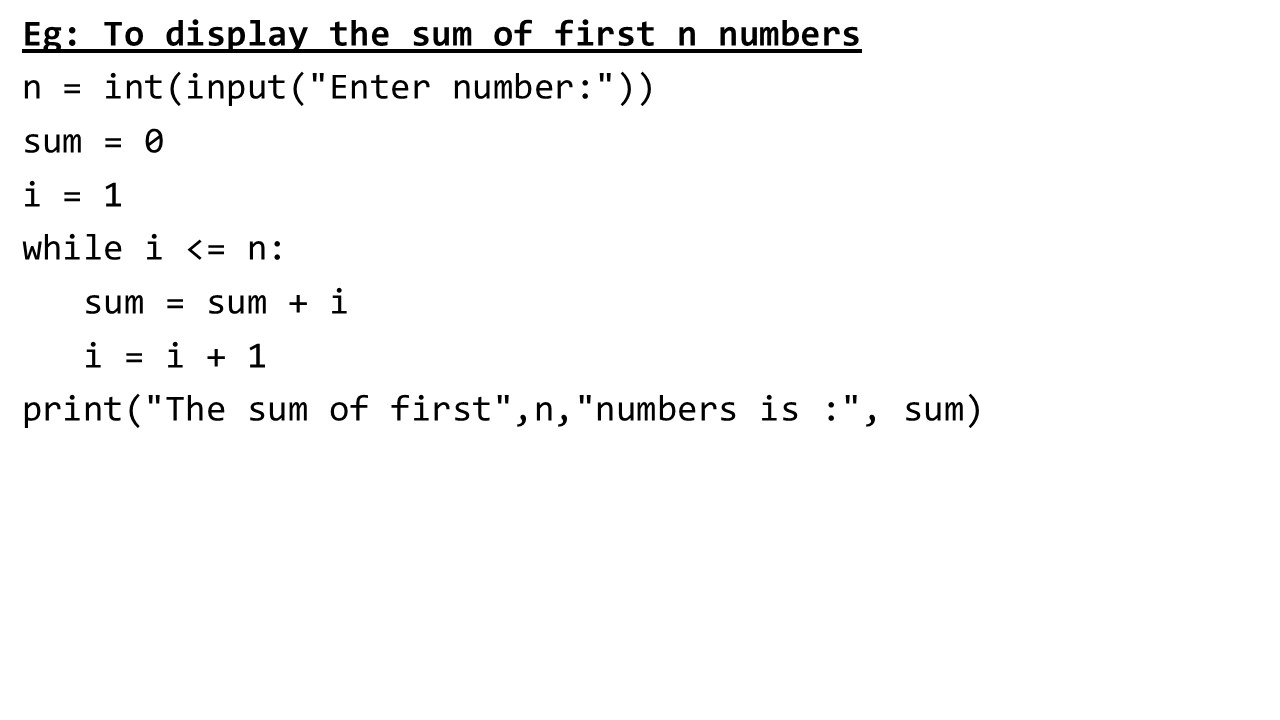 Eg: To display the sum of first n numbers
n = int(input("Enter number:"))
sum = 0
i = 1
while i <= n:
   sum = sum + i
   i = i + 1
print("The sum of first",n,"numbers is :", sum)